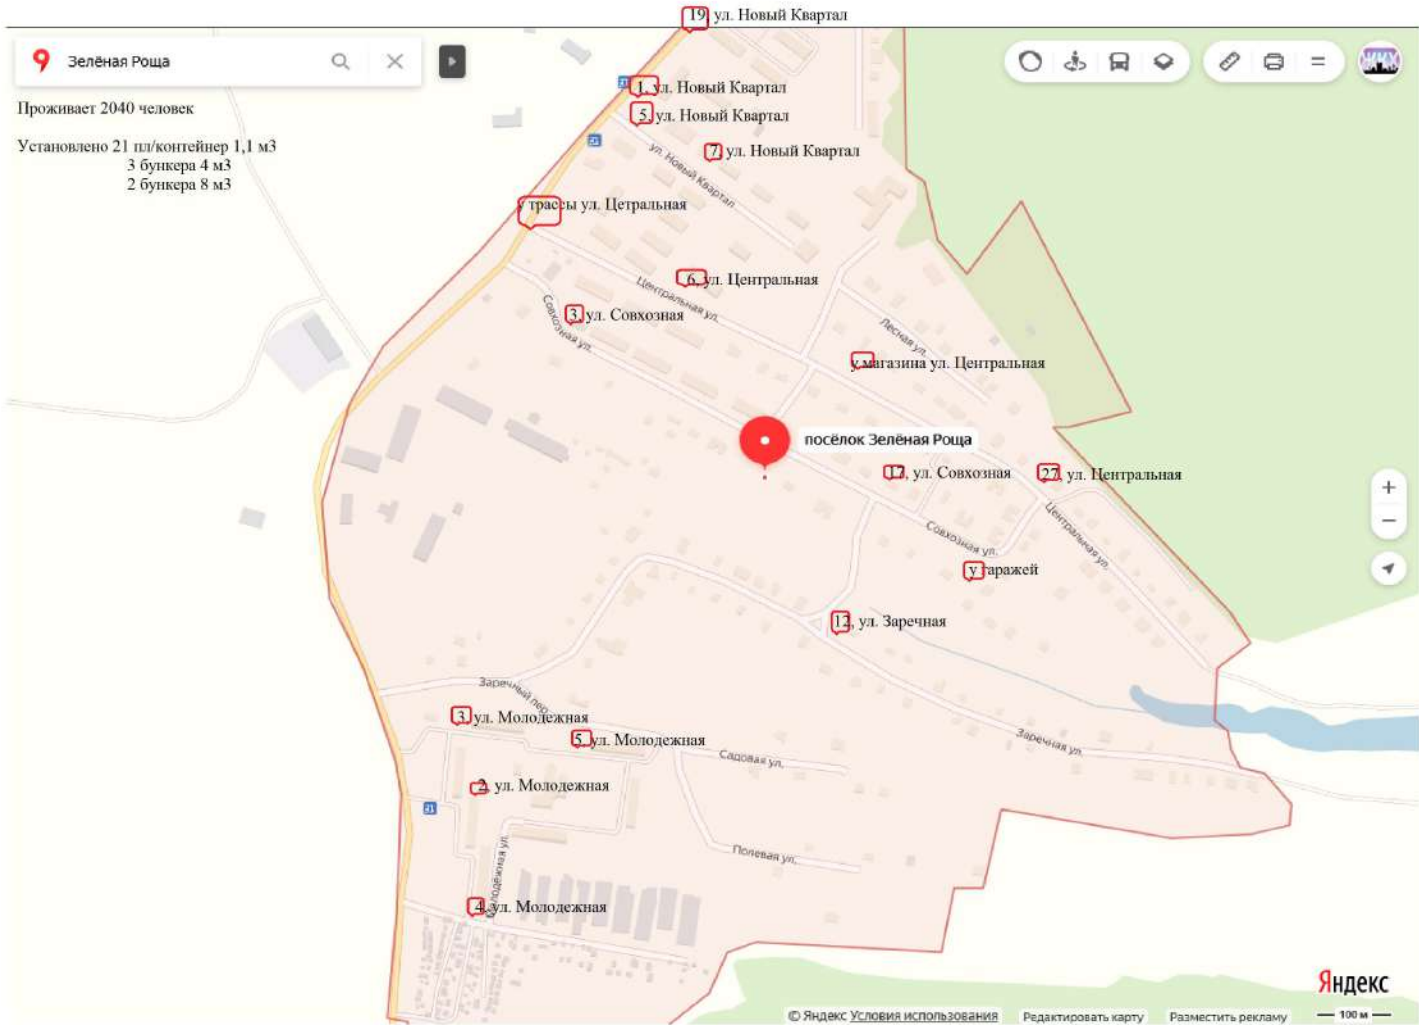 19, ул. Новый Квартал
Зелёная Роща
1, ул. Новый Квартал
Проживает 2040 человек
5, ул. Новый Квартал
Установлено 21 пл/контейнер 1,1 м3
7, ул. Новый Квартал
3 бункера 4 м3
ул. Новый Квартал
2 бункера 8 м3
у трассы ул. Цетральная
6, ул. Центральная
Центральная ул.
3, ул. Совхозная
Совхозная ул.
Лесная ул.
у магазина ул. Центральная
посёлок Зелёная Роща
17, ул. Совхозная
27, ул. Центральная
Совхозная ул.
Центральная ул.
у гаражей
12, ул. Заречная
Заречный пер.
3, ул. Молодежная
5, ул. Молодежная
Заречная ул.
Садовая ул.
2, ул. Молодежная
Молодёжная ул.
Полевая ул.
4, ул. Молодежная
Яндекс
© Яндекс Условия использования Редактировать карту Разместить рекламу 100 м